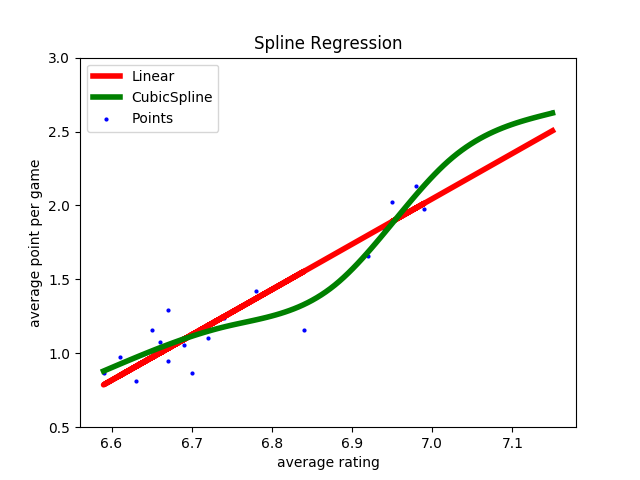 Spline Regression
Linear
CubicSpline
Points
average point per game
3.0
2.5
2.0
1.5
1.0
0.5
6.6 6.7 6.8 6.9 7.0 7.1
average rating